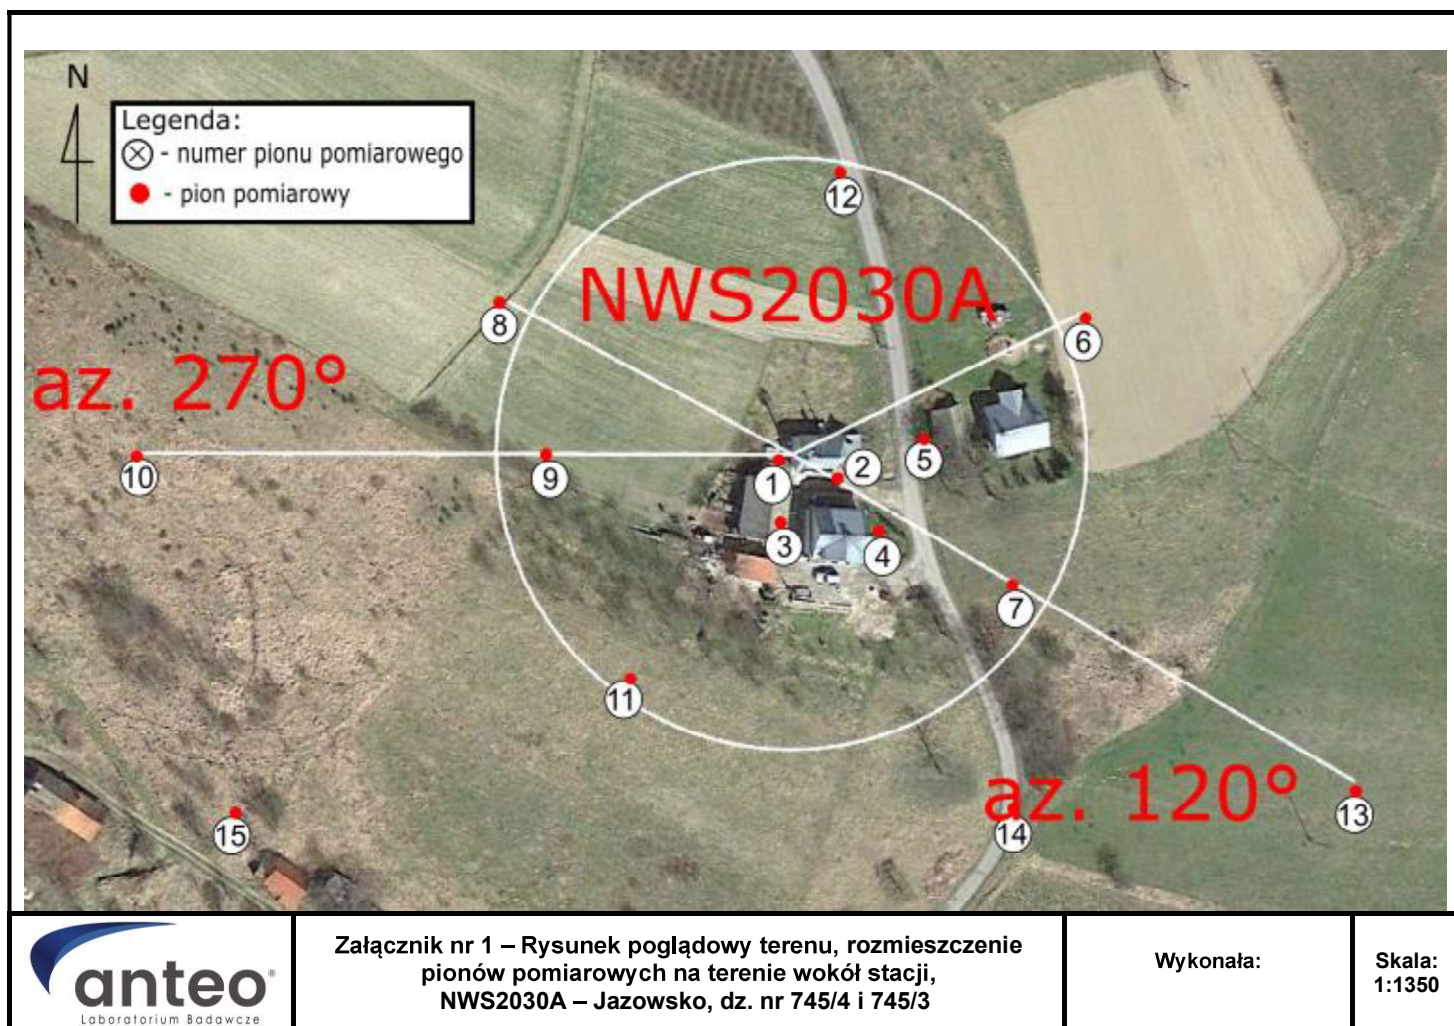 N
Legenda:
- numer pionu pomiarowego
- pion pomiarowy
12
NWS2030A
8
6
az. 270°
10
9
1
2
5
3
4
7
11
az. 120°
13
14
15
anteo®
Laboratorium Badawcze
Załącznik nr 1 – Rysunek poglądowy terenu, rozmieszczenie
pionów pomiarowych na terenie wokół stacji,
NWS2030A – Jazowsko, dz. nr 745/4 i 745/3
Wykonała:
Skala:
1:1350